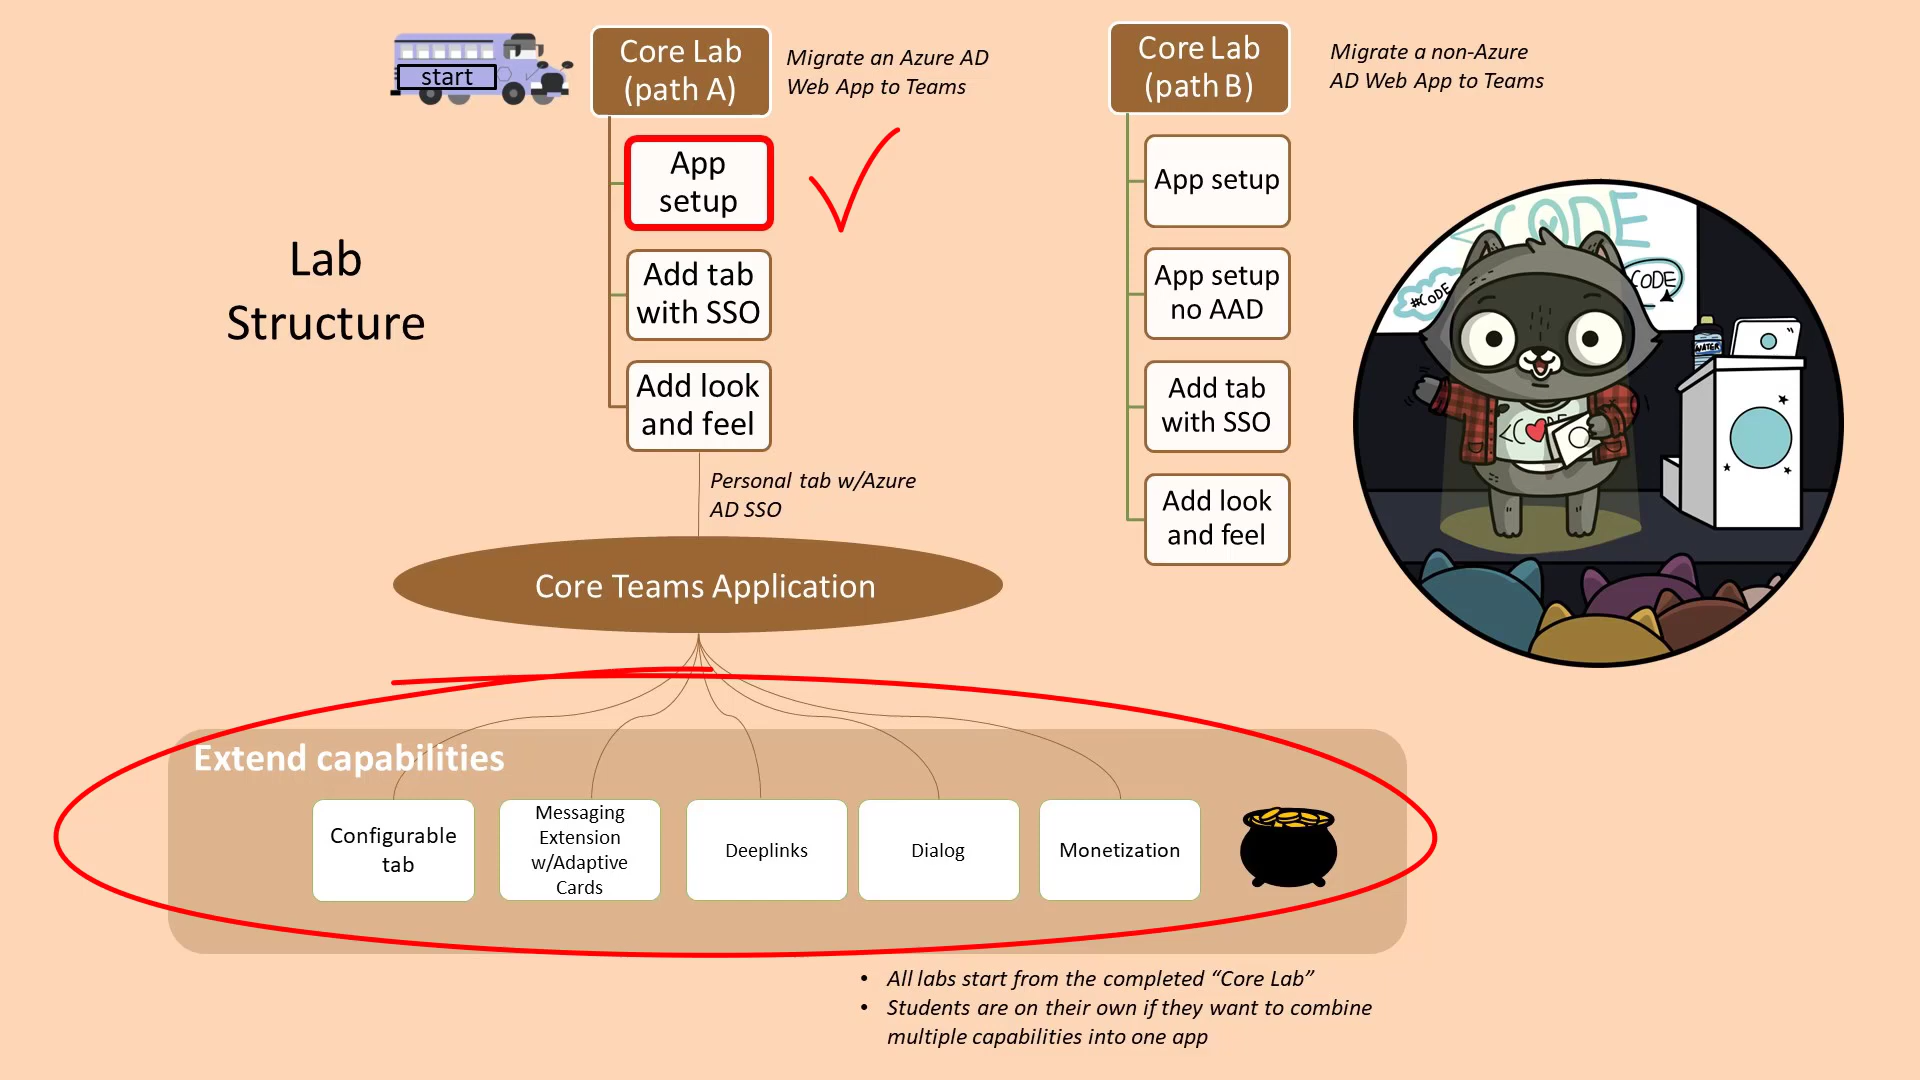 start
Core Lab
(path A)
Migrate an Azure AD
Web App to Teams
App
setup
Add tab
with SSO
Add look
and feel
Core Lab
(path B)
Migrate a non-Azure
AD Web App to Teams
App setup
App setup
no AAD
Add tab
with SSO
Add look
and feel
Lab
Structure
<CODE
#CODE
CODE
WATER
Personal tab w/Azure
AD SSO
Core Teams Application
Extend capabilities
Configurable
tab
Messaging
Extension
w/Adaptive
Cards
Deeplinks
Dialog
Monetization
• All labs start from the completed “Core Lab”
• Students are on their own if they want to combine
multiple capabilities into one app